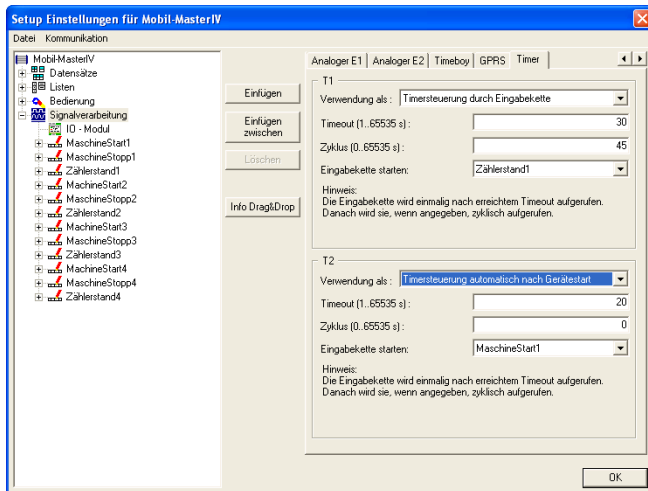 Setup Einstellungen für Mobil-MasterIV
Datei Kommunikation
Mobil-MasterIV
Datensätze
Listen
Bedienung
Signalverarbeitung
IO - Modul
MaschineStart1
MaschineStopp1
Zählerstand1
MachineStart2
MaschineStopp2
Zählerstand2
MacineStart3
MaschineStopp3
Zählerstand3
MachineStart4
MaschineStopp4
Zählerstand4
Einfügen
Einfügen
zwischen
Löschen
Info Drag&Drop
Analoger E1 Analoger E2 Timeboy GPRS Timer
T1
Verwendung als : Timersteuerung durch Eingabekette
Timeout (1..65535 s) : 30
Zyklus (0..65535 s) : 45
Eingabekette starten: Zählerstand1
Hinweis:
Die Eingabekette wird einmalig nach erreichtem Timeout aufgerufen.
Danach wird sie, wenn angegeben, zyklisch aufgerufen.
T2
Verwendung als : Timersteuerung automatisch nach Gerätestart
Timeout (1..65535 s) : 20
Zyklus (0..65535 s) : 0
Eingabekette starten: MaschineStart1
Hinweis:
Die Eingabekette wird einmalig nach erreichtem Timeout aufgerufen.
Danach wird sie, wenn angegeben, zyklisch aufgerufen.
OK